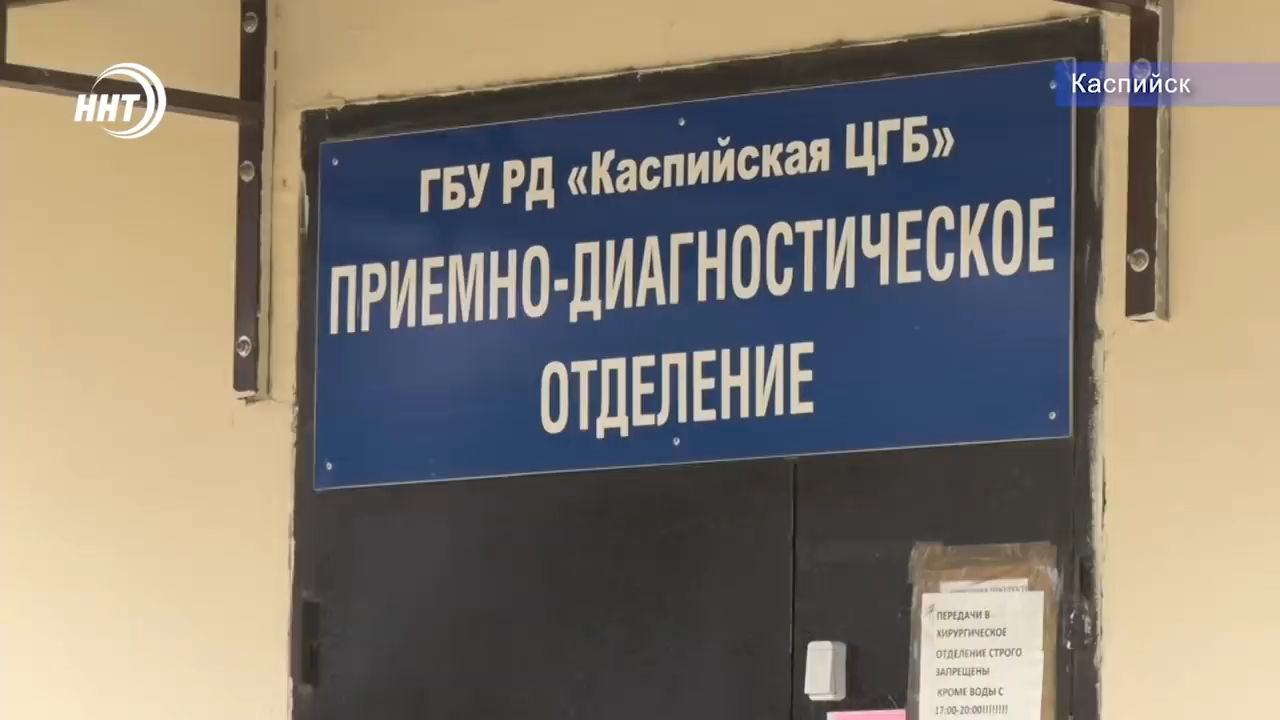 ННТ
Каспийск
ГБУ РД «Каспийская ЦГБ»
ПРИЕМНО-ДИАГНОСТИЧЕСКОЕ
ОТДЕЛЕНИЕ
ПЕРЕДАЧИ В
ХИРУРГИЧЕСКОЕ
ОТДЕЛЕНИЕ СТРОГО
ЗАПРЕЩЕНЫ
КРОМЕ ВОДЫ С
17:00-20:00!!!!!!!!